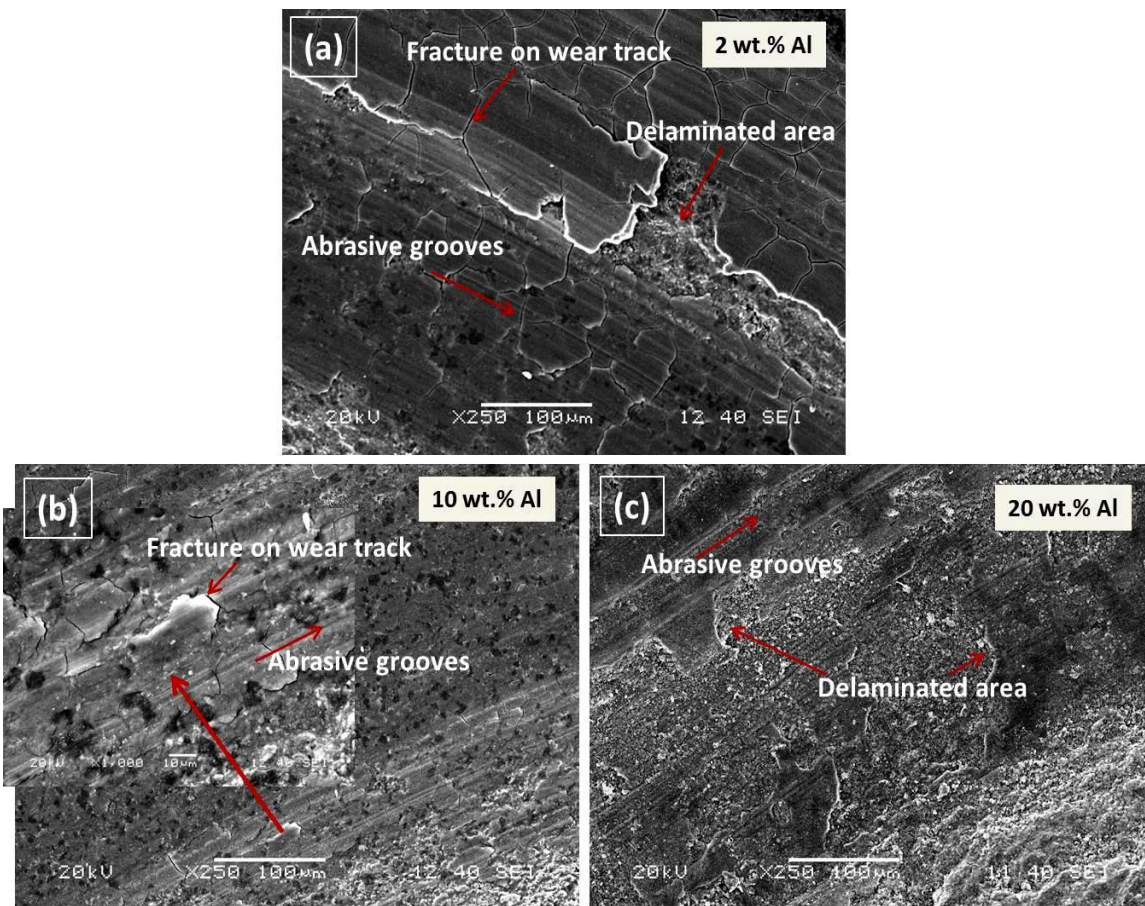 (a)
2 wt.% Al
Fracture on wear track
Delaminated area
Abrasive grooves
20kV X250 100μm 12 40 SEI
(b)
10 wt.% Al
Fracture on wear track
Abrasive grooves
20kV X1,000 10μm 12 40 SEI
20kV X250 100μm 12 40 SEI
(c)
20 wt.% Al
Abrasive grooves
Delaminated area
20kV X250 100μm 11 40 SEI